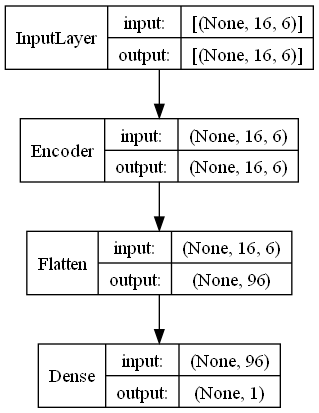 InputLayer
input: [(None, 16, 6)]
output: [(None, 16, 6)]
Encoder
input: (None, 16, 6)
output: (None, 16, 6)
Flatten
input: (None, 16, 6)
output: (None, 96)
Dense
input: (None, 96)
output: (None, 1)